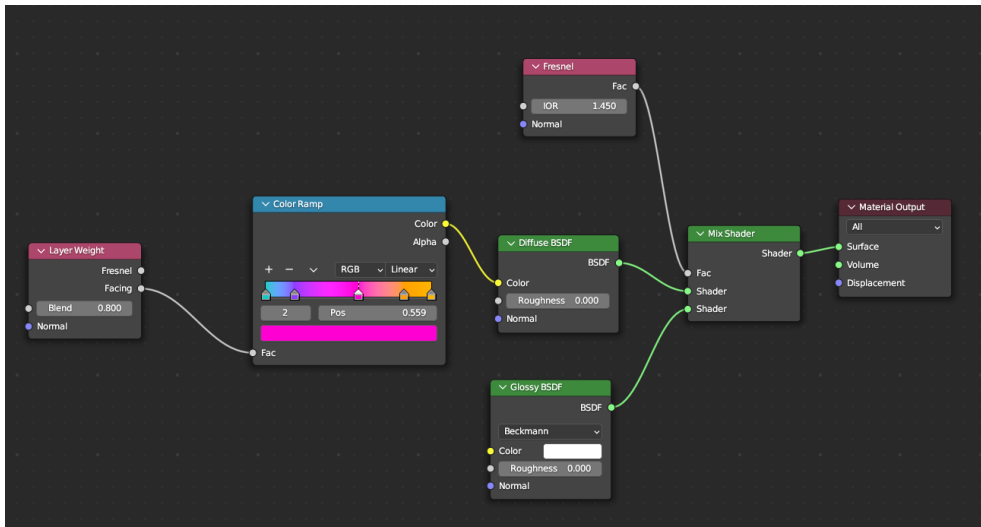 Fresnel
Fac
IOR 1.450
Normal
Color Ramp
Color
Alpha
+ − RGB Linear
2 Pos 0.559
Fac
Layer Weight
Fresnel
Facing
Blend 0.800
Normal
Diffuse BSDF
BSDF
Color
Roughness 0.000
Normal
Glossy BSDF
BSDF
Beckmann
Color
Roughness 0.000
Normal
Mix Shader
Shader
Fac
Shader
Shader
Material Output
All
Surface
Volume
Displacement